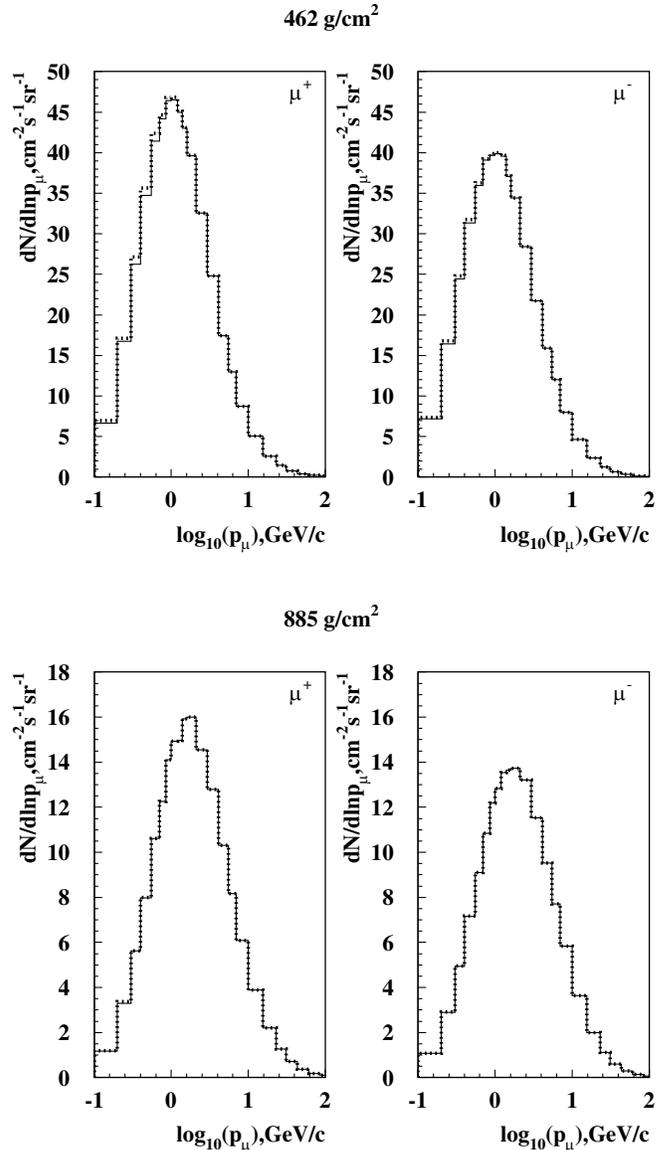 462 g/cm²
dN/dlnp_μ,cm⁻²s⁻¹sr⁻¹
50
45
40
35
30
25
20
15
10
5
0
μ⁺
-1 0 1 2
log₁₀(p_μ),GeV/c
dN/dlnp_μ,cm⁻²s⁻¹sr⁻¹
50
45
40
35
30
25
20
15
10
5
0
μ⁻
-1 0 1 2
log₁₀(p_μ),GeV/c
885 g/cm²
dN/dlnp_μ,cm⁻²s⁻¹sr⁻¹
18
16
14
12
10
8
6
4
2
0
μ⁺
-1 0 1 2
log₁₀(p_μ),GeV/c
dN/dlnp_μ,cm⁻²s⁻¹sr⁻¹
18
16
14
12
10
8
6
4
2
0
μ⁻
-1 0 1 2
log₁₀(p_μ),GeV/c